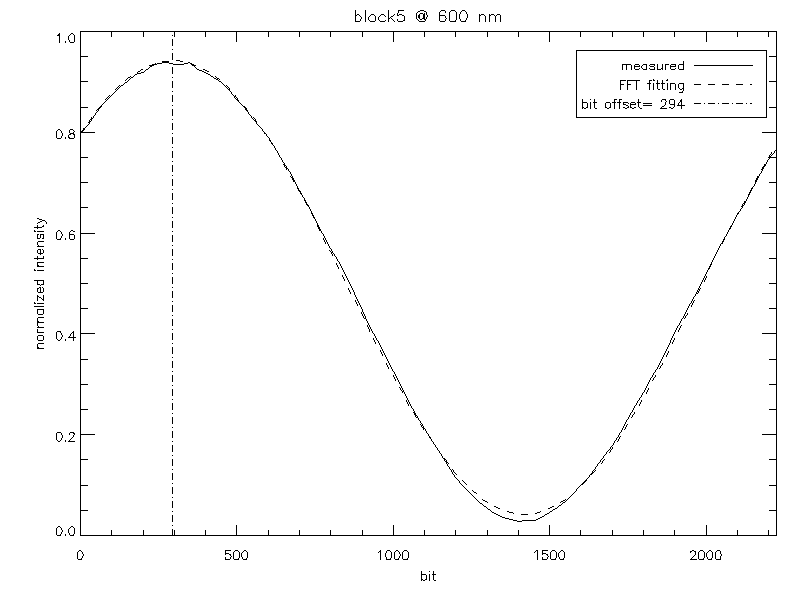 block5 @ 600 nm
measured
FFT fitting
bit offset= 294
normalized intensity
1.0
0.8
0.6
0.4
0.2
0.0
0 500 1000 1500 2000
bit